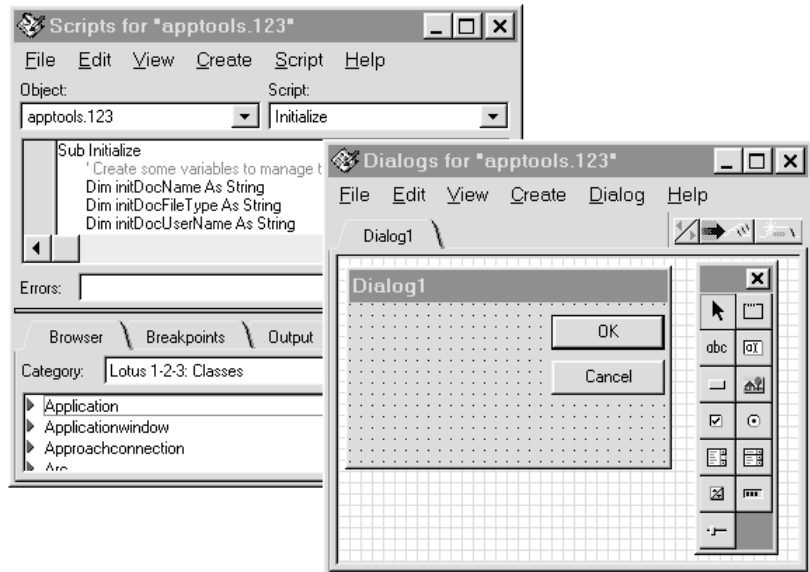 Scripts for "apptools.123"
File Edit View Create Script Help
Object: Script:
apptools.123 Initialize
Sub Initialize
' Create some variables to manage t
Dim initDocName As String
Dim initDocFileType As String
Dim initDocUserName As String
Errors:
Browser Breakpoints Output
Category: Lotus 1-2-3: Classes
Application
Applicationwindow
Approachconnection
Arc
Dialogs for "apptools.123"
File Edit View Create Dialog Help
Dialog1
Dialog1
OK
Cancel
abc